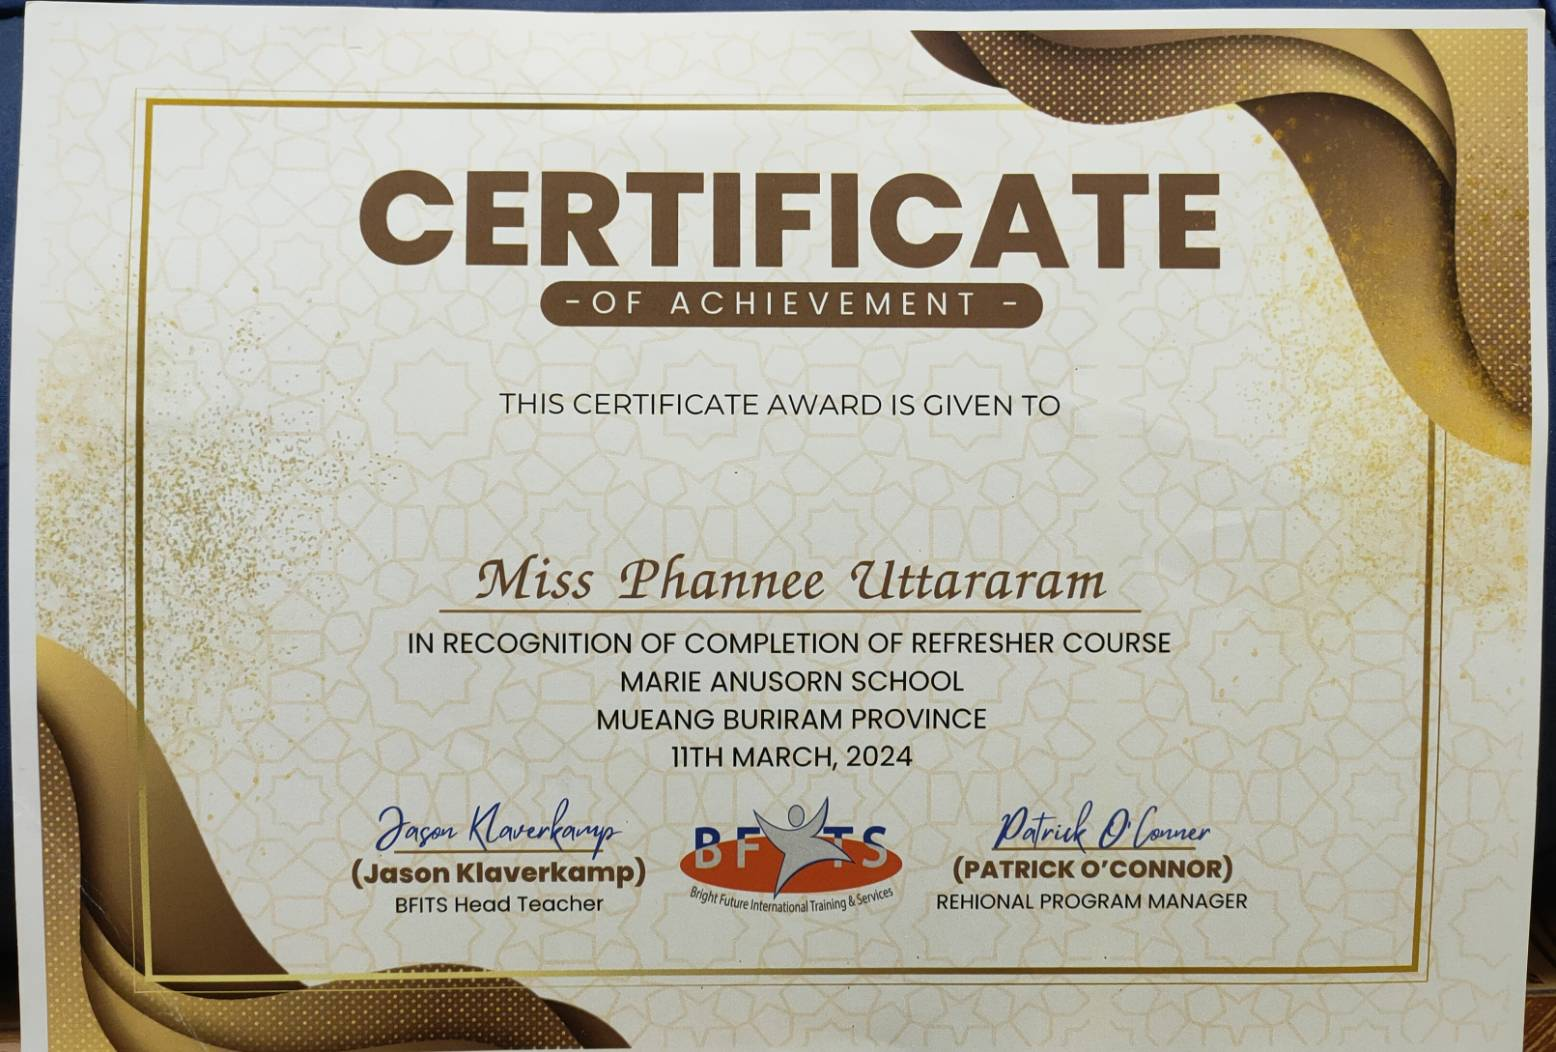 CERTIFICATE
-OF ACHIEVEMENT -
THIS CERTIFICATE AWARD IS GIVEN TO
Miss Phannee Uttararam
IN RECOGNITION OF COMPLETION OF REFRESHER COURSE
MARIE ANUSORN SCHOOL
MUEANG BURIRAM PROVINCE
11TH MARCH, 2024
Jason Klaverkamp
(Jason Klaverkamp)
BFITS Head Teacher
BFITS
Bright Future International Training & Services
Patrick O'Conner
(PATRICK O'CONNOR)
REHIONAL PROGRAM MANAGER